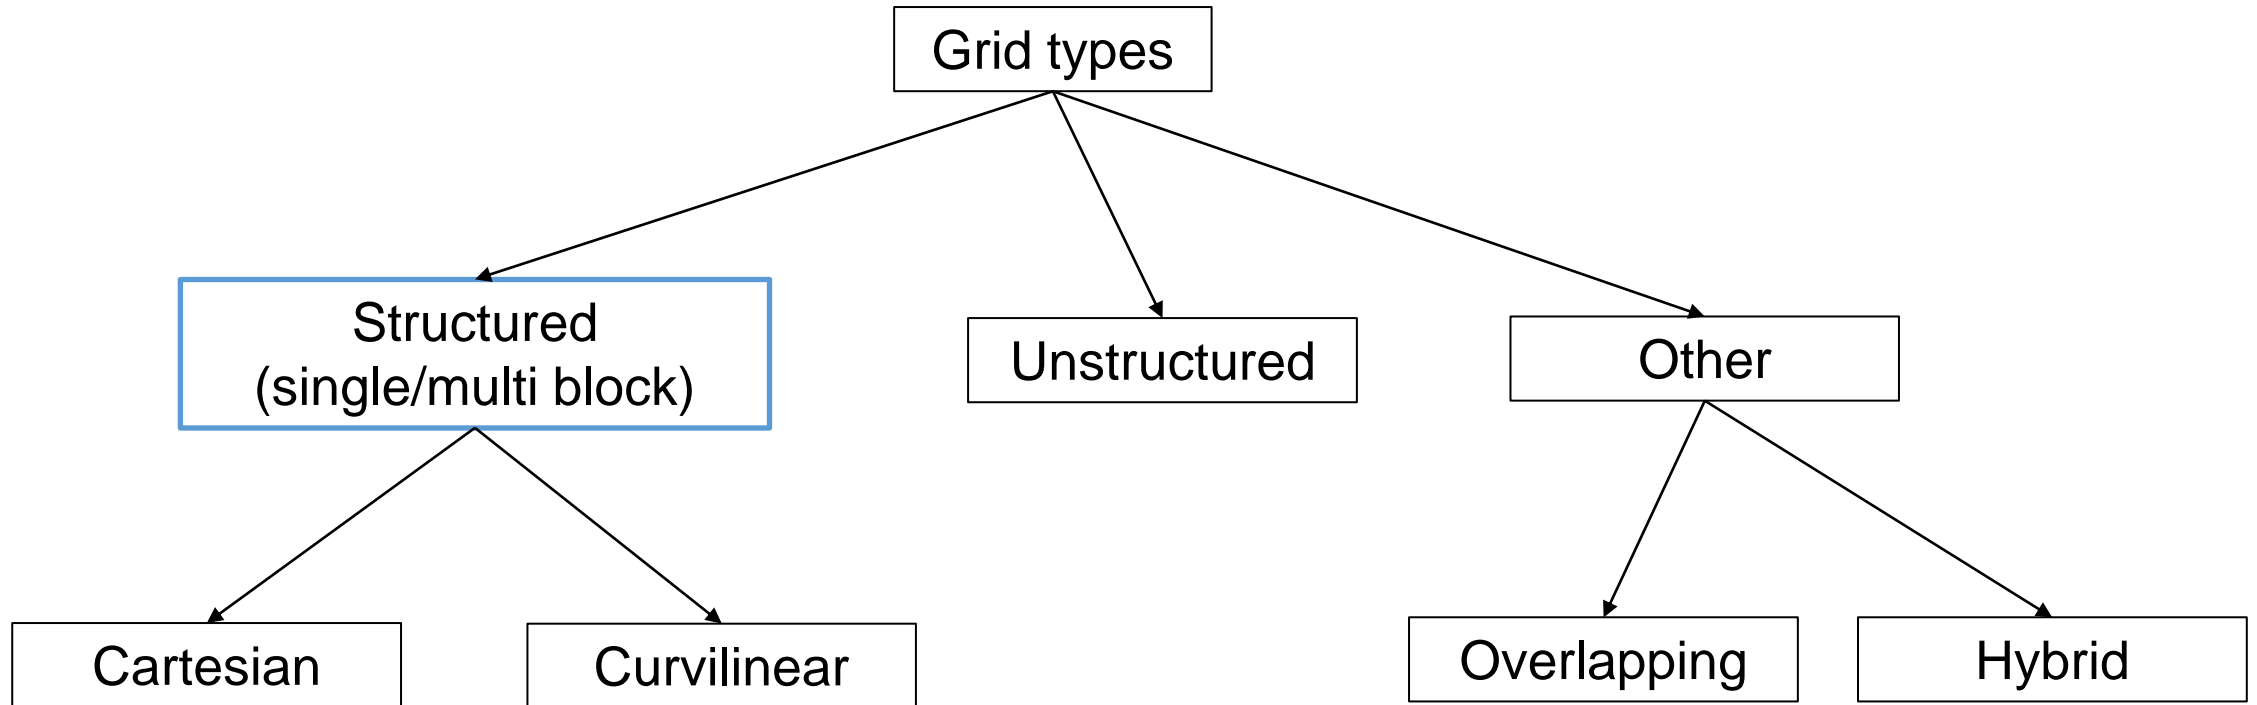 Grid types
Structured
(single/multi block)
Unstructured
Other
Cartesian
Curvilinear
Overlapping
Hybrid